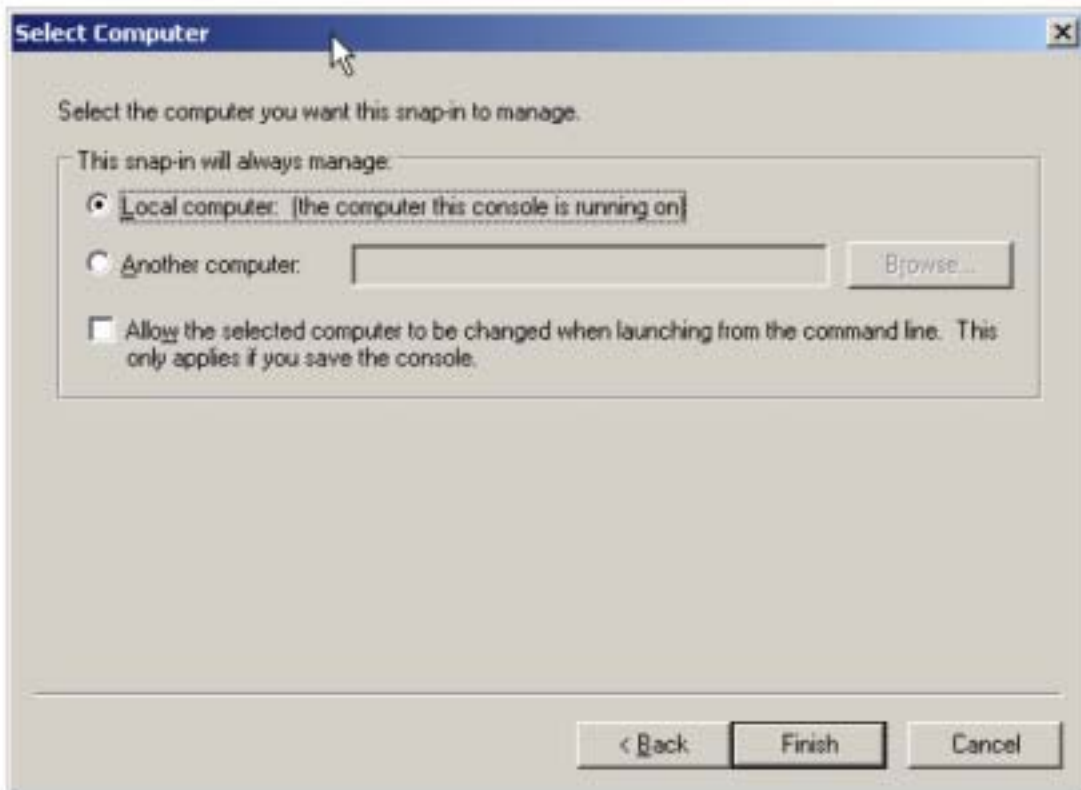 Select Computer
Select the computer you want this snap-in to manage.
This snap-in will always manage:
Local computer: (the computer this console is running on)
Another computer:
Browse...
Allow the selected computer to be changed when launching from the command line. This
only applies if you save the console.
< Back
Finish
Cancel